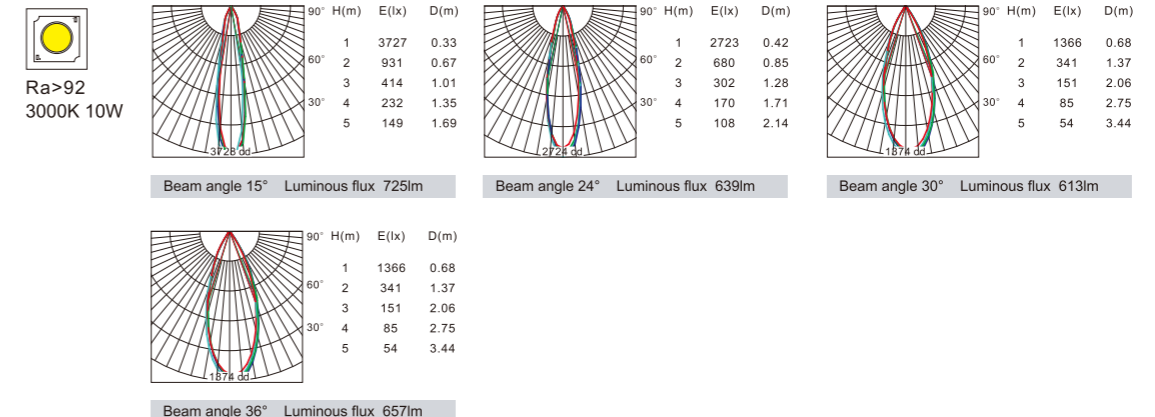 Ra>92
3000K 10W
90° H(m) E(lx) D(m)
1 3727 0.33
60° 2 931 0.67
3 414 1.01
30° 4 232 1.35
5 149 1.69
3728 cd
Beam angle 15° Luminous flux 725lm
90° H(m) E(lx) D(m)
1 2723 0.42
60° 2 680 0.85
3 302 1.28
30° 4 170 1.71
5 108 2.14
2724 cd
Beam angle 24° Luminous flux 639lm
90° H(m) E(lx) D(m)
1 1366 0.68
60° 2 341 1.37
3 151 2.06
30° 4 85 2.75
5 54 3.44
1374 cd
Beam angle 30° Luminous flux 613lm
90° H(m) E(lx) D(m)
1 1366 0.68
60° 2 341 1.37
3 151 2.06
30° 4 85 2.75
5 54 3.44
1374 cd
Beam angle 36° Luminous flux 657lm